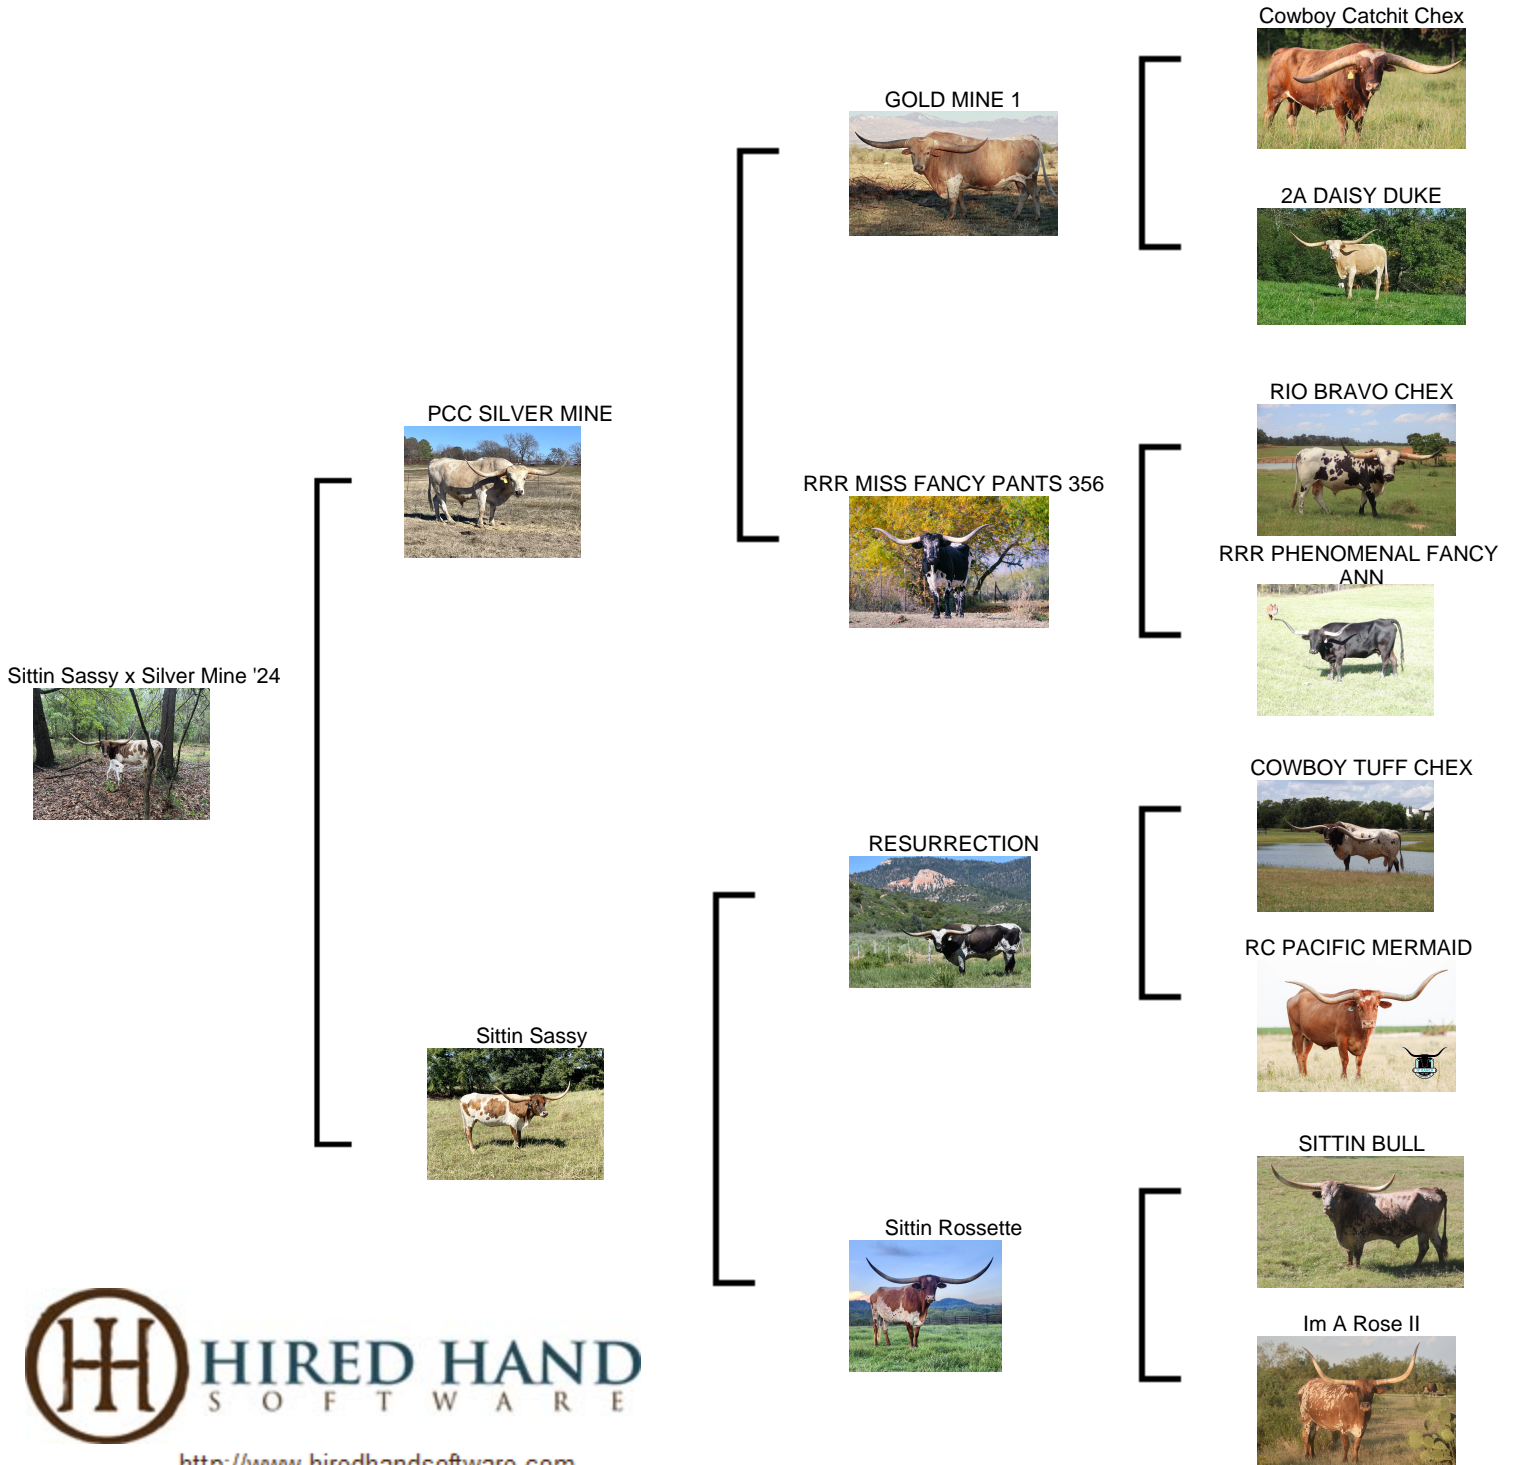 Cowboy Catchit Chex
GOLD MINE 1
2A DAISY DUKE
PCC SILVER MINE
RIO BRAVO CHEX
RRR MISS FANCY PANTS 356
RRR PHENOMENAL FANCY
ANN
Sittin Sassy x Silver Mine '24
COWBOY TUFF CHEX
RESURRECTION
RC PACIFIC MERMAID
Sittin Sassy
SITTIN BULL
Sittin Rossette
Im A Rose II
HIRED HAND
SOFTWARE
http://www.hiredhandsoftware.com